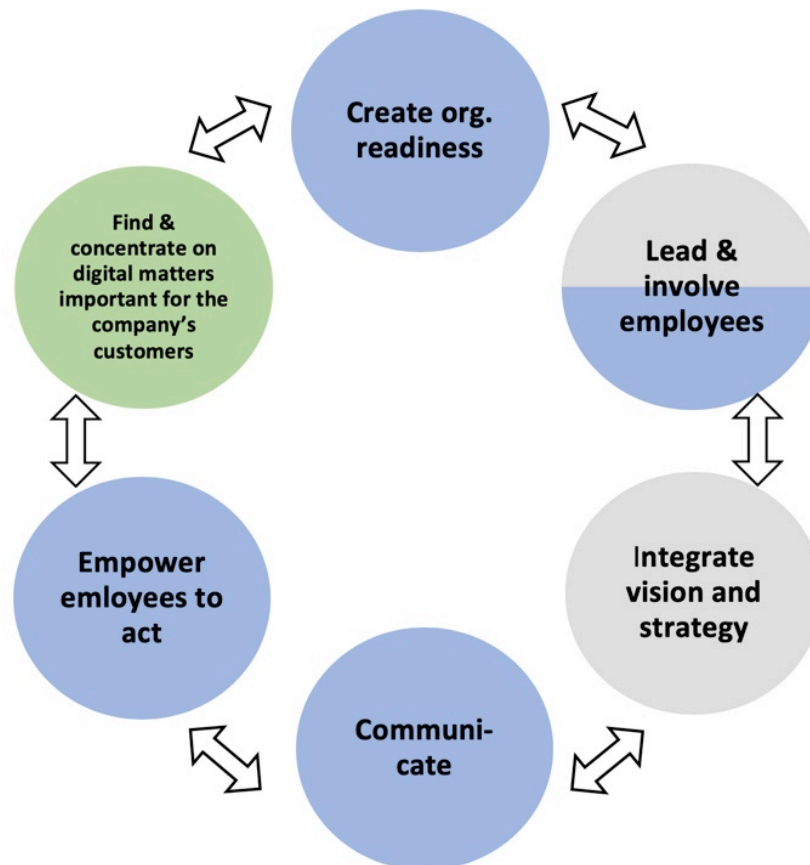 Create org.
readiness
Lead &
involve
employees
Integrate
vision and
strategy
Communi-
cate
Empower
emloyees to
act
Find &
concentrate on
digital matters
important for the
company’s
customers